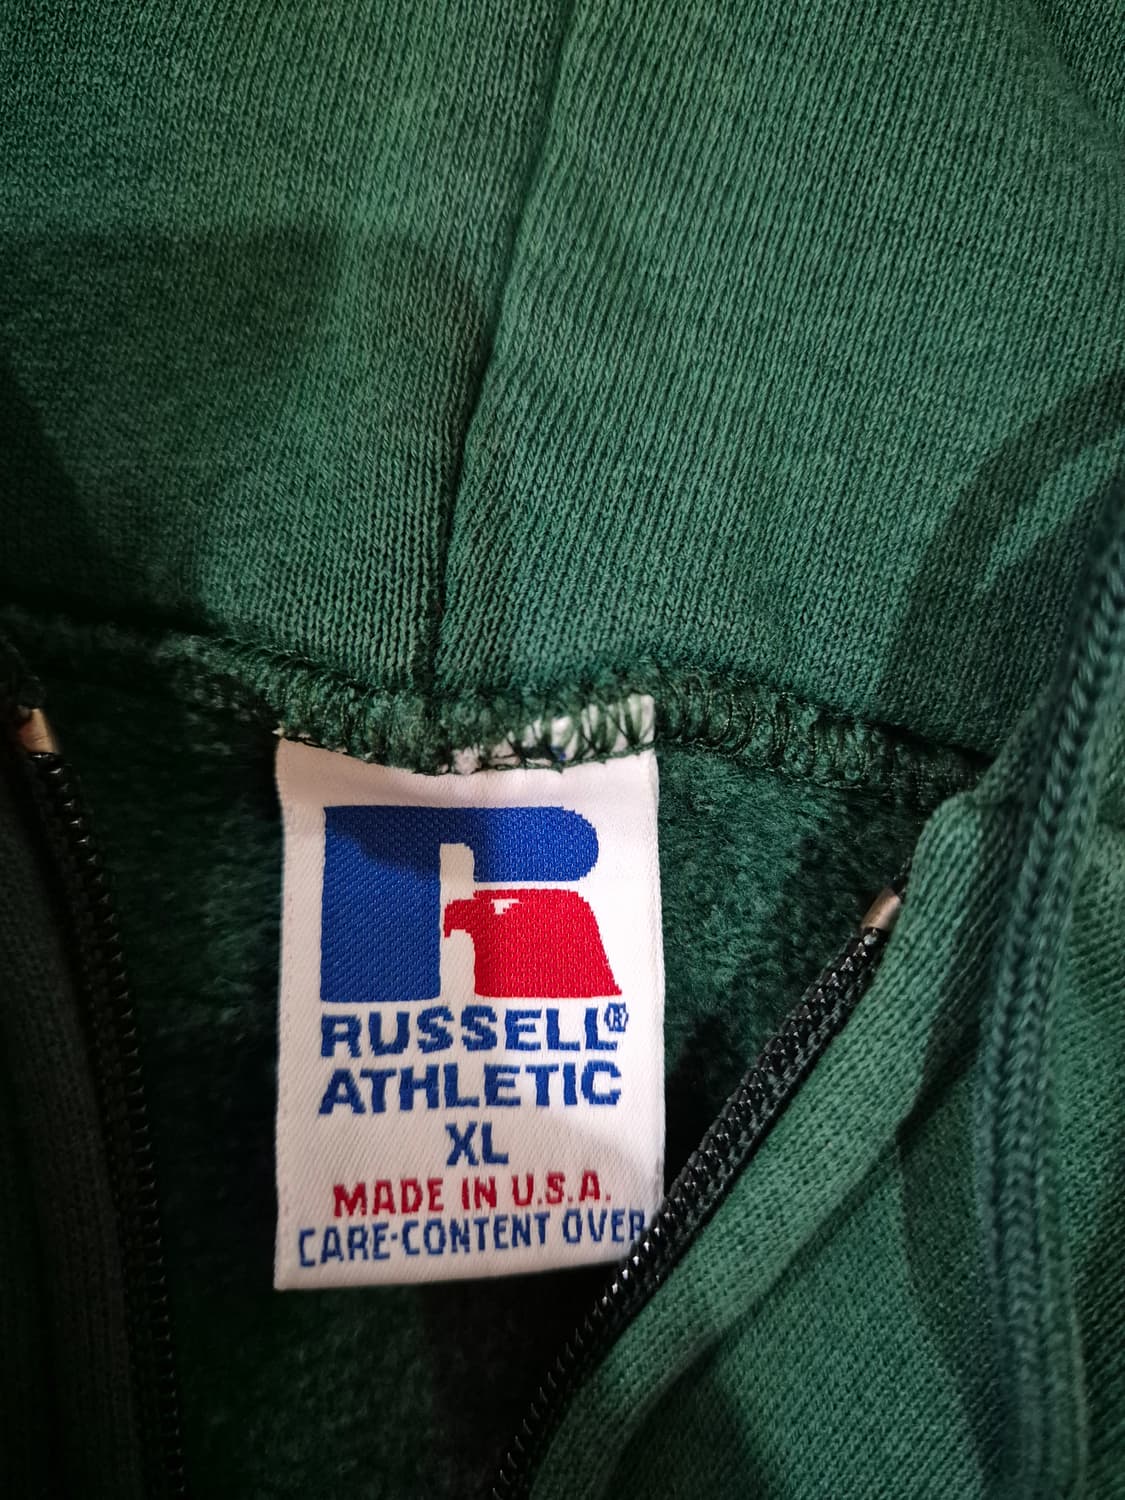 RUSSELL®
ATHLETIC
XL
MADE IN U.S.A.
CARE-CONTENT OVER